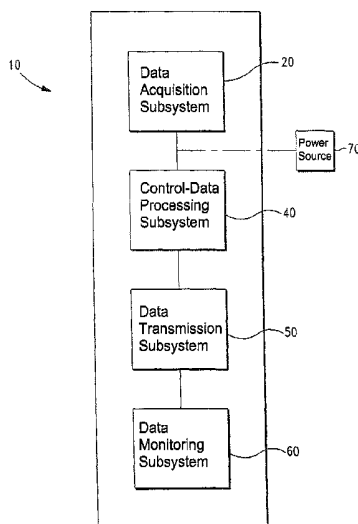 10
Data
Acquisition
Subsystem
20
Power
Source
70
Control-Data
Processing
Subsystem
40
Data
Transmission
Subsystem
50
Data
Monitoring
Subsystem
60